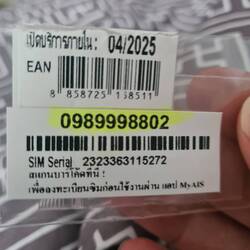 เปิดบริการภายใน : 04/2025
EAN
8 858725 138511
0989998802
SIM Serial 2323363115272
สแกนบาร์โค้ดที่นี่ !
เพื่อลงทะเบียนซิมก่อนใช้งานผ่าน แอป MyAIS